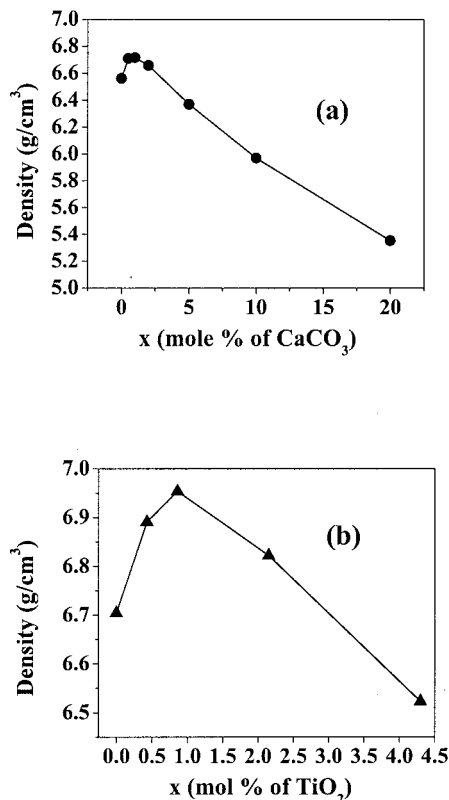 7.0
6.8
6.6
6.4
6.2
6.0
5.8
5.6
5.4
5.2
5.0
Density (g/cm³)
(a)
0 5 10 15 20
x (mole % of CaCO₃)
7.0
6.9
6.8
6.7
6.6
6.5
Density (g/cm³)
(b)
0.0 0.5 1.0 1.5 2.0 2.5 3.0 3.5 4.0 4.5
x (mol % of TiO₂)